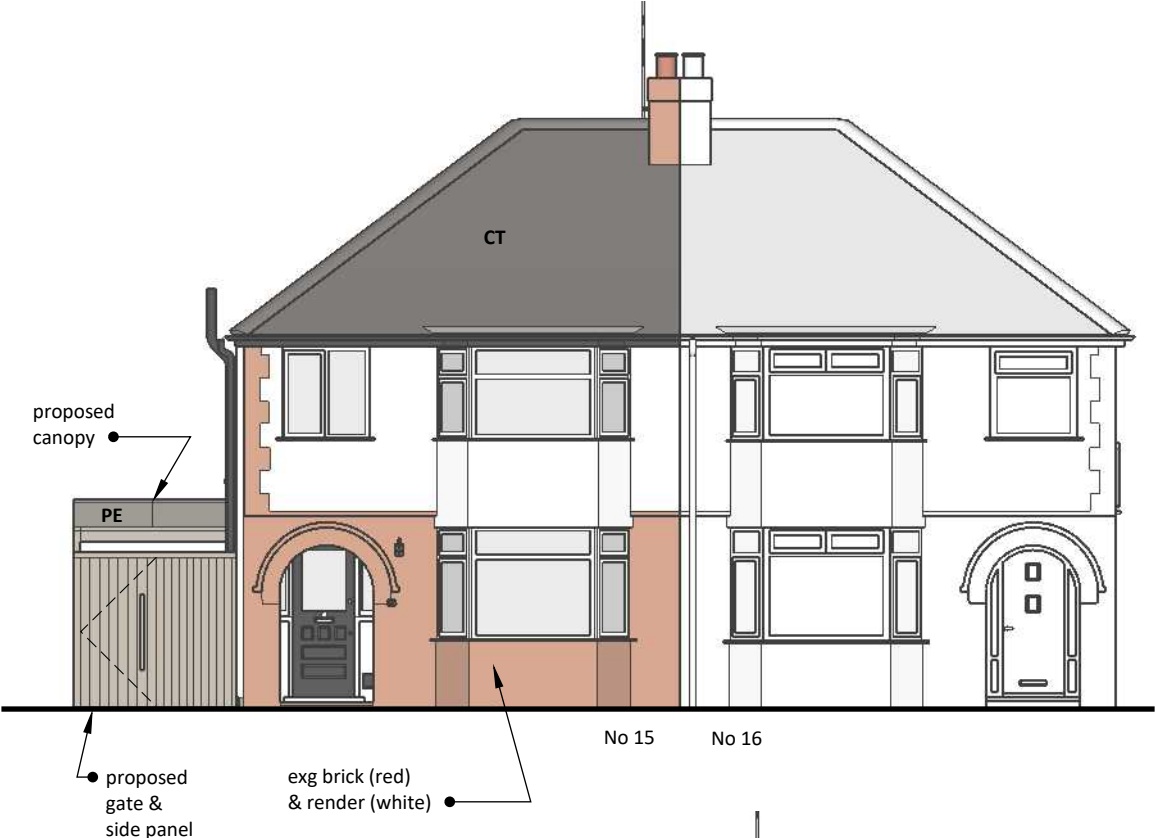 CT
proposed
canopy
PE
No 15
No 16
proposed
gate &
side panel
exg brick (red)
& render (white)